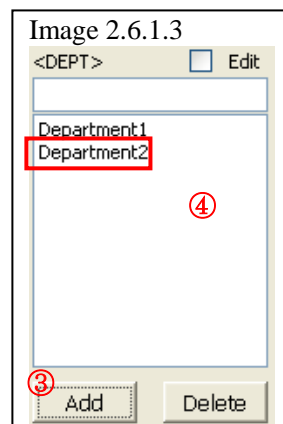 Image 2.6.1.3
<DEPT> Edit
Department1
Department2
④
③
Add Delete